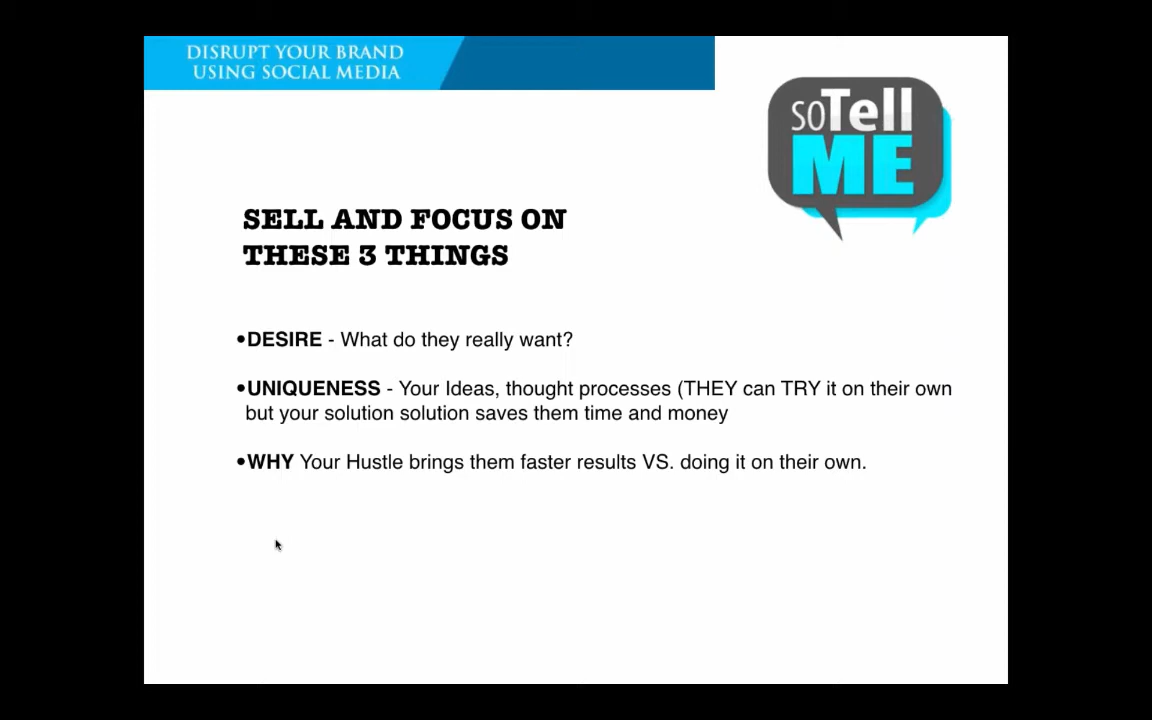 DISRUPT YOUR BRAND
USING SOCIAL MEDIA
soTell
ME
SELL AND FOCUS ON
THESE 3 THINGS
•DESIRE - What do they really want?
•UNIQUENESS - Your Ideas, thought processes (THEY can TRY it on their own
but your solution solution saves them time and money
•WHY Your Hustle brings them faster results VS. doing it on their own.